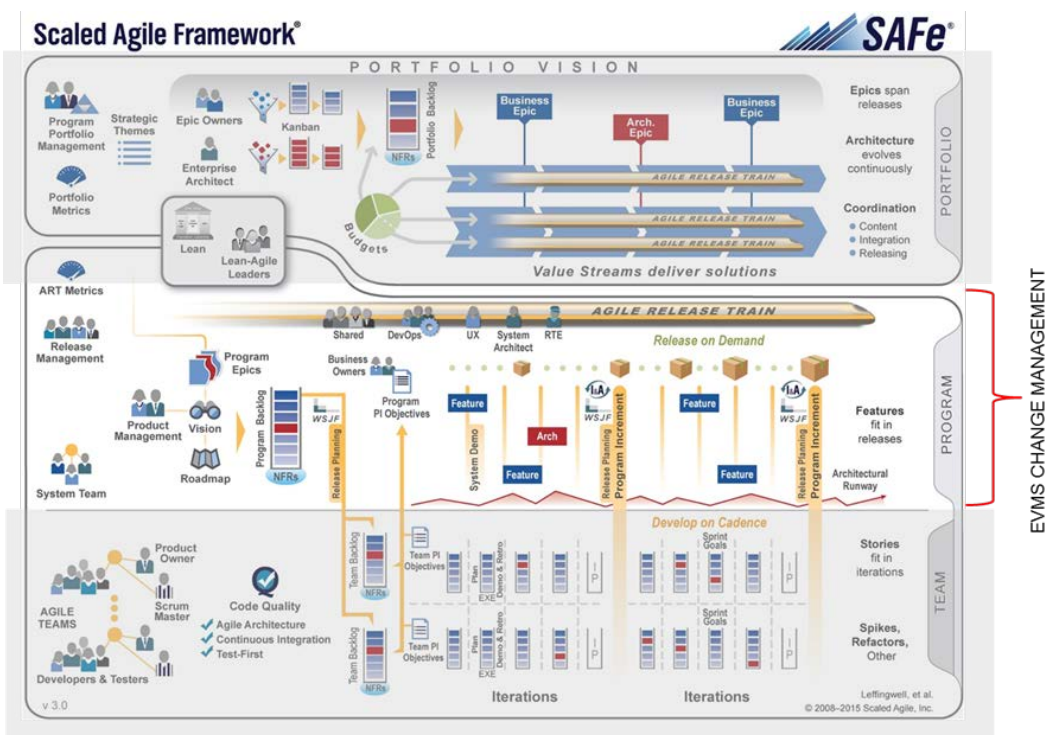 Scaled Agile Framework®
SAFe®
PORTFOLIO VISION
Program
Portfolio
Management
Strategic
Themes
Portfolio
Metrics
Epic Owners
Enterprise
Architect
Kanban
Portfolio Backlog
NFRs
Budgets
Business
Epic
Arch.
Epic
Business
Epic
AGILE RELEASE TRAIN
AGILE RELEASE TRAIN
AGILE RELEASE TRAIN
Value Streams deliver solutions
Epics span
releases
Architecture
evolves
continuously
Coordination
• Content
• Integration
• Releasing
PORTFOLIO
Lean
Lean-Agile
Leaders
ART Metrics
Release
Management
Product
Management
System Team
Program
Epics
Vision
Roadmap
Program Backlog
NFRs
WSJF
Release Planning
AGILE RELEASE TRAIN
Shared
DevOps
UX
System
Architect
RTE
Business
Owners
Program
PI Objectives
Release on Demand
Feature
System Demo
Arch
Feature
I&A
WSJF
Release Planning
Program Increment
Feature
Feature
I&A
WSJF
Release Planning
Program Increment
Architectural
Runway
Features
fit in
releases
PROGRAM
EVMS CHANGE MANAGEMENT
Develop on Cadence
AGILE
TEAMS
Product
Owner
Scrum
Master
Developers & Testers
Code Quality
Agile Architecture
Continuous Integration
Test-First
Team Backlog
NFRs
Team PI
Objectives
Plan
EXE
Demo & Retro
I
P
Sprint
Goals
I
P
Team Backlog
NFRs
Team PI
Objectives
Plan
EXE
Demo & Retro
I
P
Sprint
Goals
I
P
Iterations
Iterations
Stories
fit in
iterations
Spikes,
Refactors,
Other
TEAM
v 3.0
Leffingwell, et al.
© 2008–2015 Scaled Agile, Inc.